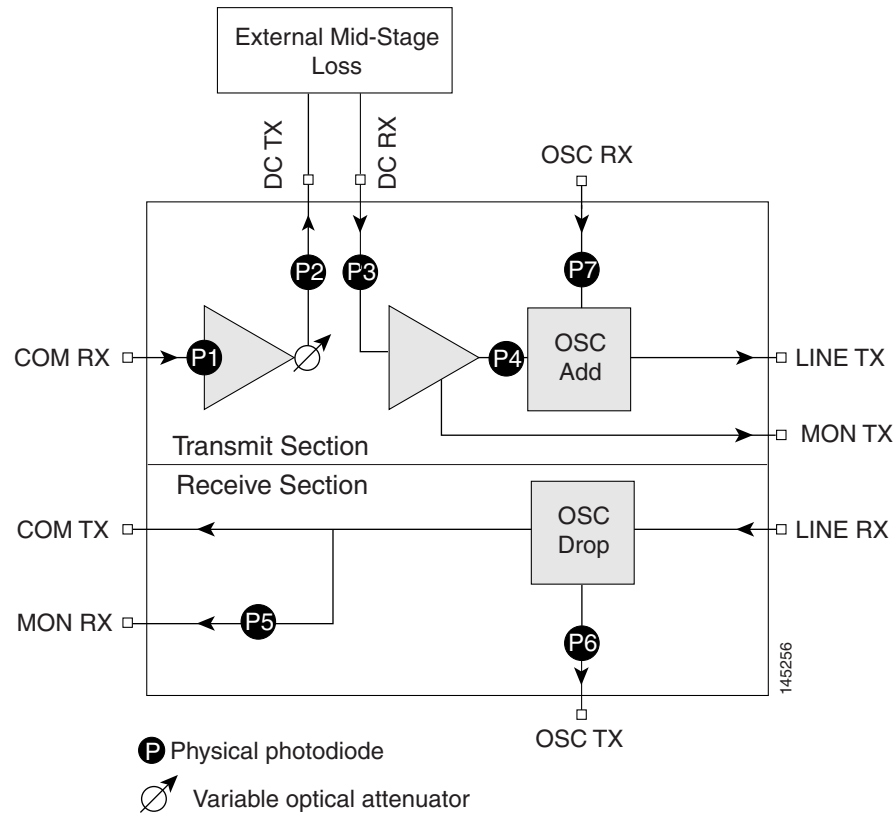 External Mid-Stage
Loss
DC TX
DC RX
OSC RX
P2
P3
P7
COM RX
P1
P4
OSC
Add
LINE TX
MON TX
Transmit Section
Receive Section
COM TX
OSC
Drop
LINE RX
MON RX
P5
P6
145256
OSC TX
P Physical photodiode
Variable optical attenuator